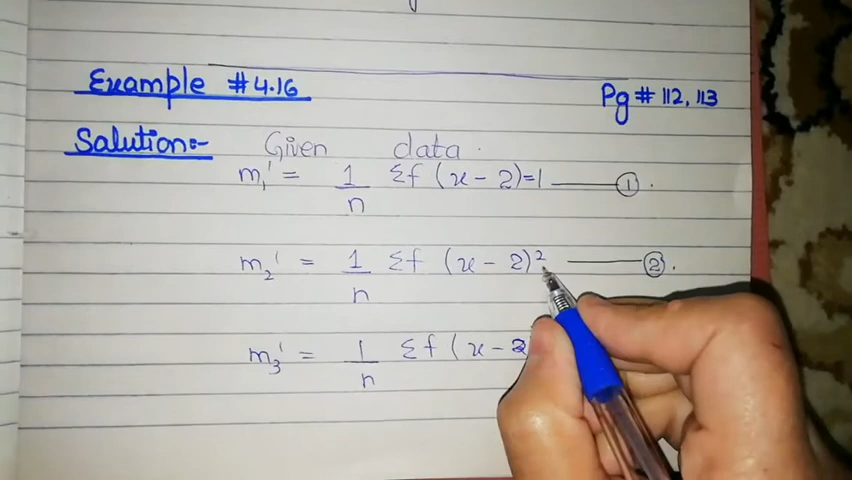 Example #4.16
Pg # 112, 113
Solution:- Given data.
m₁' = 1/n Σf (x - 2) = 1 ——— ①.
m₂' = 1/n Σf (x - 2)² ——— ②.
m₃' = 1/n Σf (x - 2